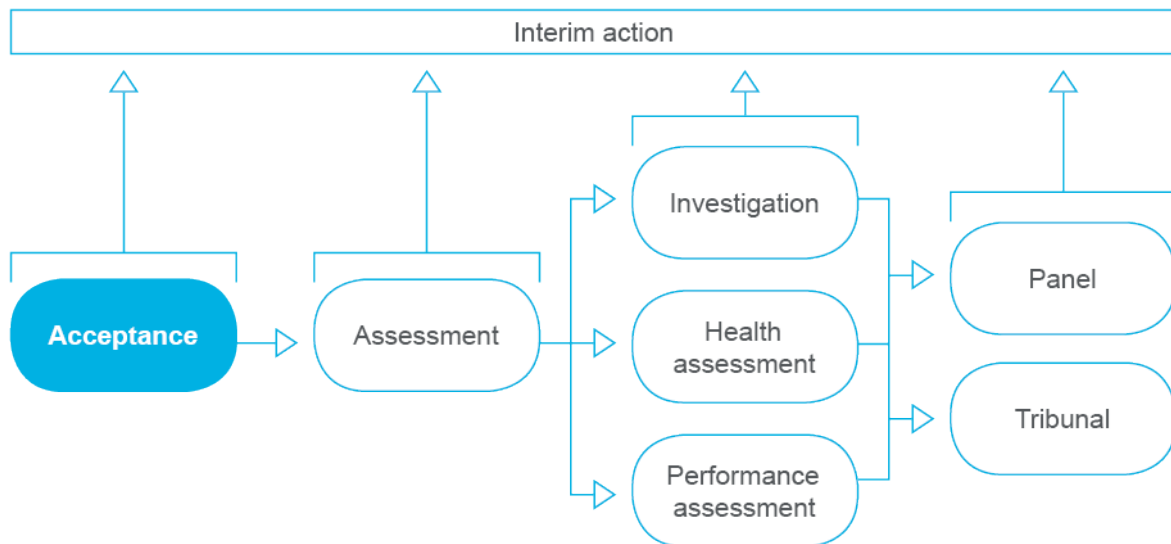 Interim action
Acceptance
Assessment
Investigation
Health
assessment
Performance
assessment
Panel
Tribunal